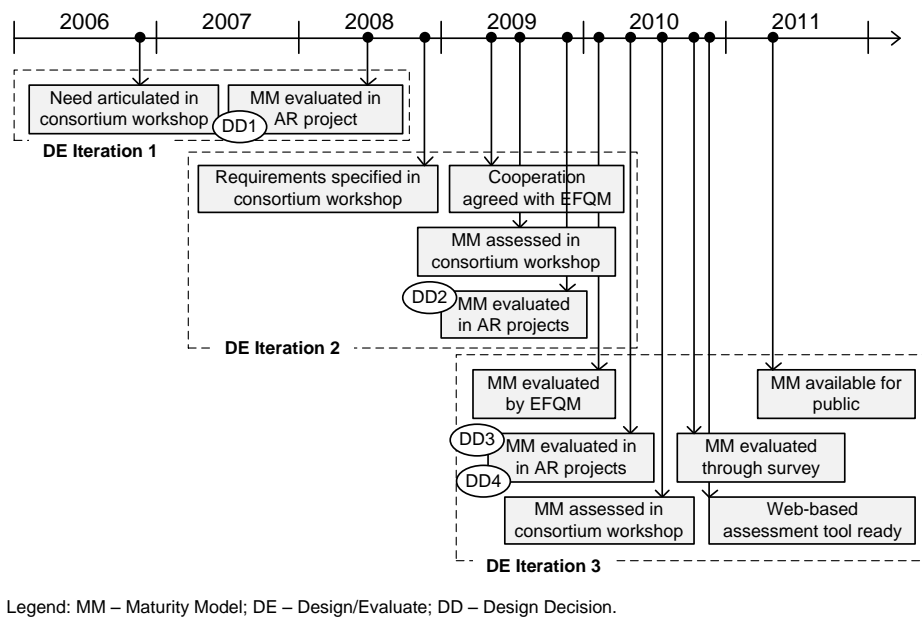 2006 2007 2008 2009 2010 2011
Need articulated in
consortium workshop
MM evaluated in
AR project
DD1
DE Iteration 1
Requirements specified in
consortium workshop
Cooperation
agreed with EFQM
MM assessed in
consortium workshop
DD2
MM evaluated
in AR projects
DE Iteration 2
MM evaluated
by EFQM
MM available for
public
DD3
MM evaluated in
in AR projects
DD4
MM evaluated
through survey
MM assessed in
consortium workshop
Web-based
assessment tool ready
DE Iteration 3
Legend: MM – Maturity Model; DE – Design/Evaluate; DD – Design Decision.